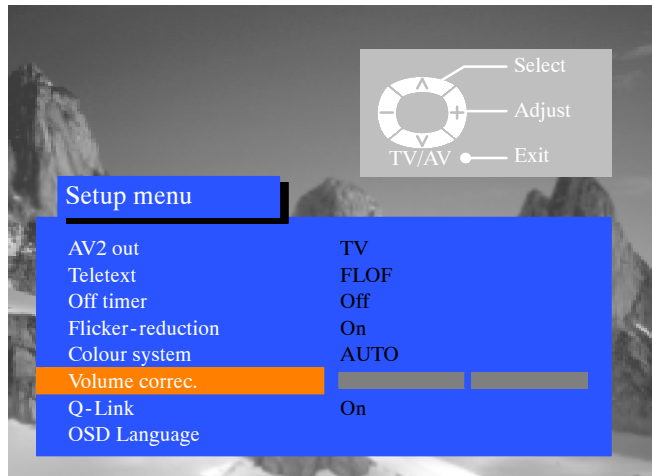 Select
Adjust
TV/AV Exit
Setup menu
AV2 out TV
Teletext FLOF
Off timer Off
Flicker-reduction On
Colour system AUTO
Volume correc.
Q-Link On
OSD Language